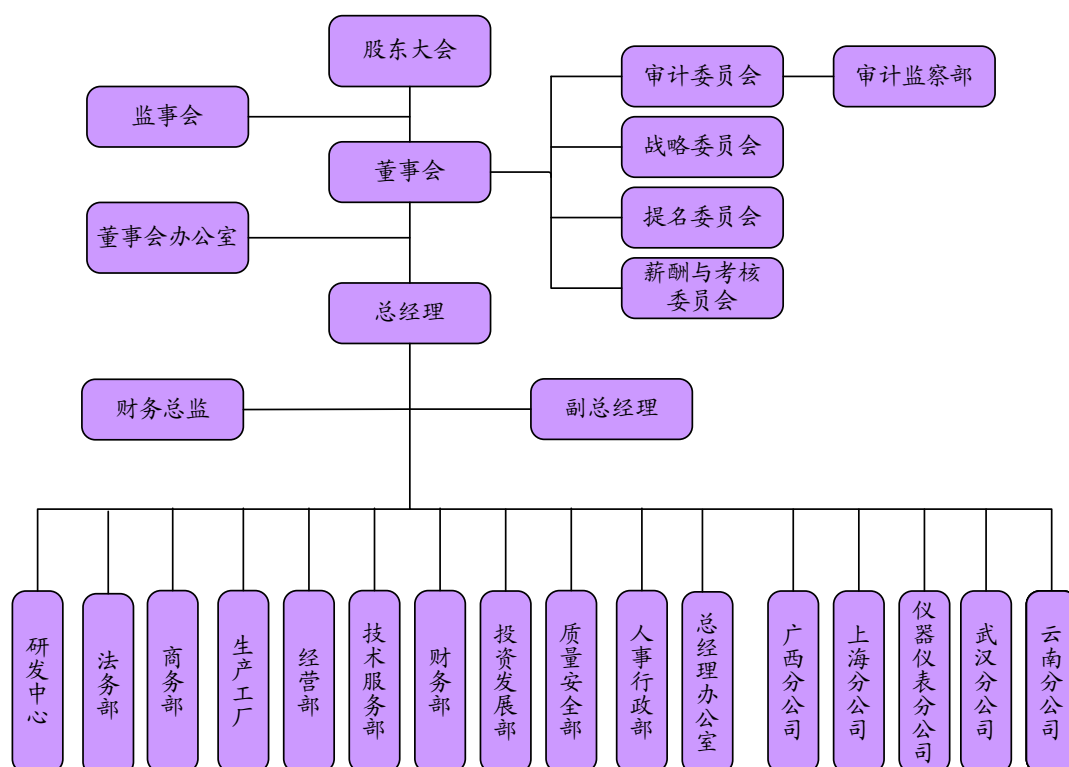 股东大会
审计委员会
审计监察部
监事会
战略委员会
董事会
提名委员会
董事会办公室
薪酬与考核
委员会
总经理
财务总监
副总经理
研发中心
法务部
商务部
生产工厂
经营部
技术服务部
财务部
投资发展部
质量安全部
人事行政部
总经理办公室
广西分公司
上海分公司
仪器仪表分公司
武汉分公司
云南分公司